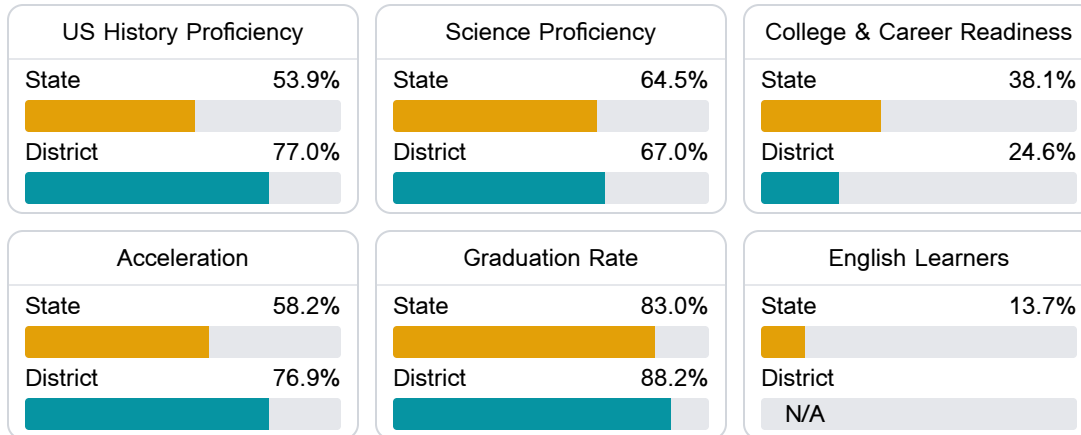 US History Proficiency
State 53.9%
District 77.0%
Science Proficiency
State 64.5%
District 67.0%
College & Career Readiness
State 38.1%
District 24.6%
Acceleration
State 58.2%
District 76.9%
Graduation Rate
State 83.0%
District 88.2%
English Learners
State 13.7%
District
N/A